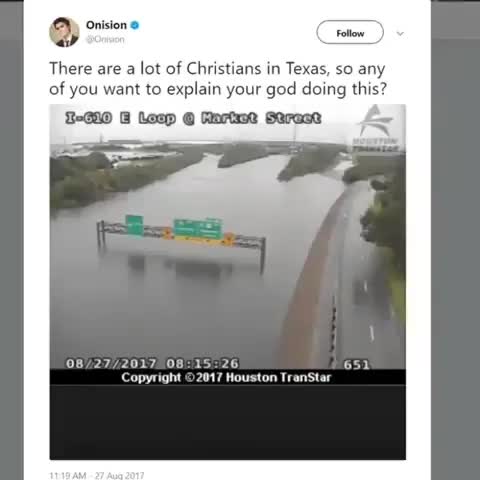 Onision
@Onision
Follow
There are a lot of Christians in Texas, so any
of you want to explain your god doing this?
I-610 E Loop @ Market Street
HOUSTON
TRANSTAR
08/27/2017 08:15:26
651
Copyright ©2017 Houston TranStar
11:19 AM - 27 Aug 2017